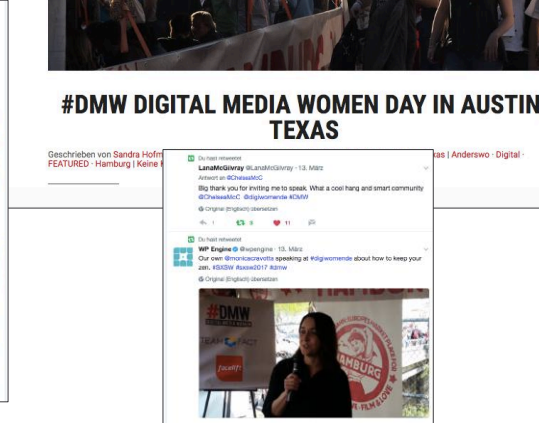 #DMW DIGITAL MEDIA WOMEN DAY IN AUSTIN
TEXAS
Geschrieben von Sandra Hofm
xas | Anderswo · Digital ·
FEATURED · Hamburg | Keine
Du hast retweetet
LanaMcGilvray @LanaMcGilvray · 13. März
Antwort an @ChelseaMcC
Big thank you for inviting me to speak. What a cool hang and smart community
@ChelseaMcC @digiwomende #DMW
Original (Englisch) übersetzen
1
11
Du hast retweetet
WP Engine @wpengine · 13. März
Our own @monicacravotta speaking at #digiwomende about how to keep your
zen. #SXSW #sxsw2017 #dmw
Original (Englisch) übersetzen
#DMW
TEAM FACT
facelift
HAMBURG